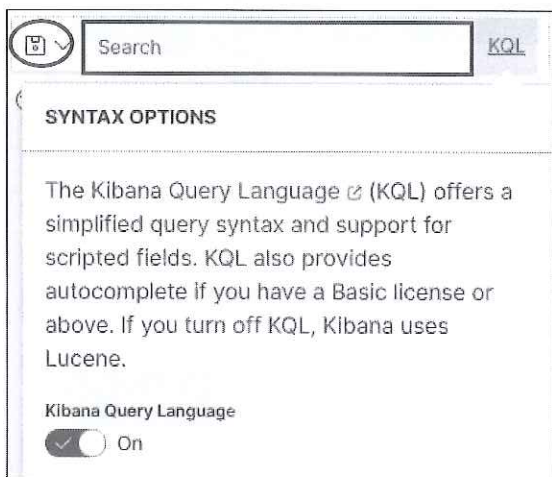 Search KQL
SYNTAX OPTIONS
The Kibana Query Language (KQL) offers a
simplified query syntax and support for
scripted fields. KQL also provides
autocomplete if you have a Basic license or
above. If you turn off KQL, Kibana uses
Lucene.
Kibana Query Language
On